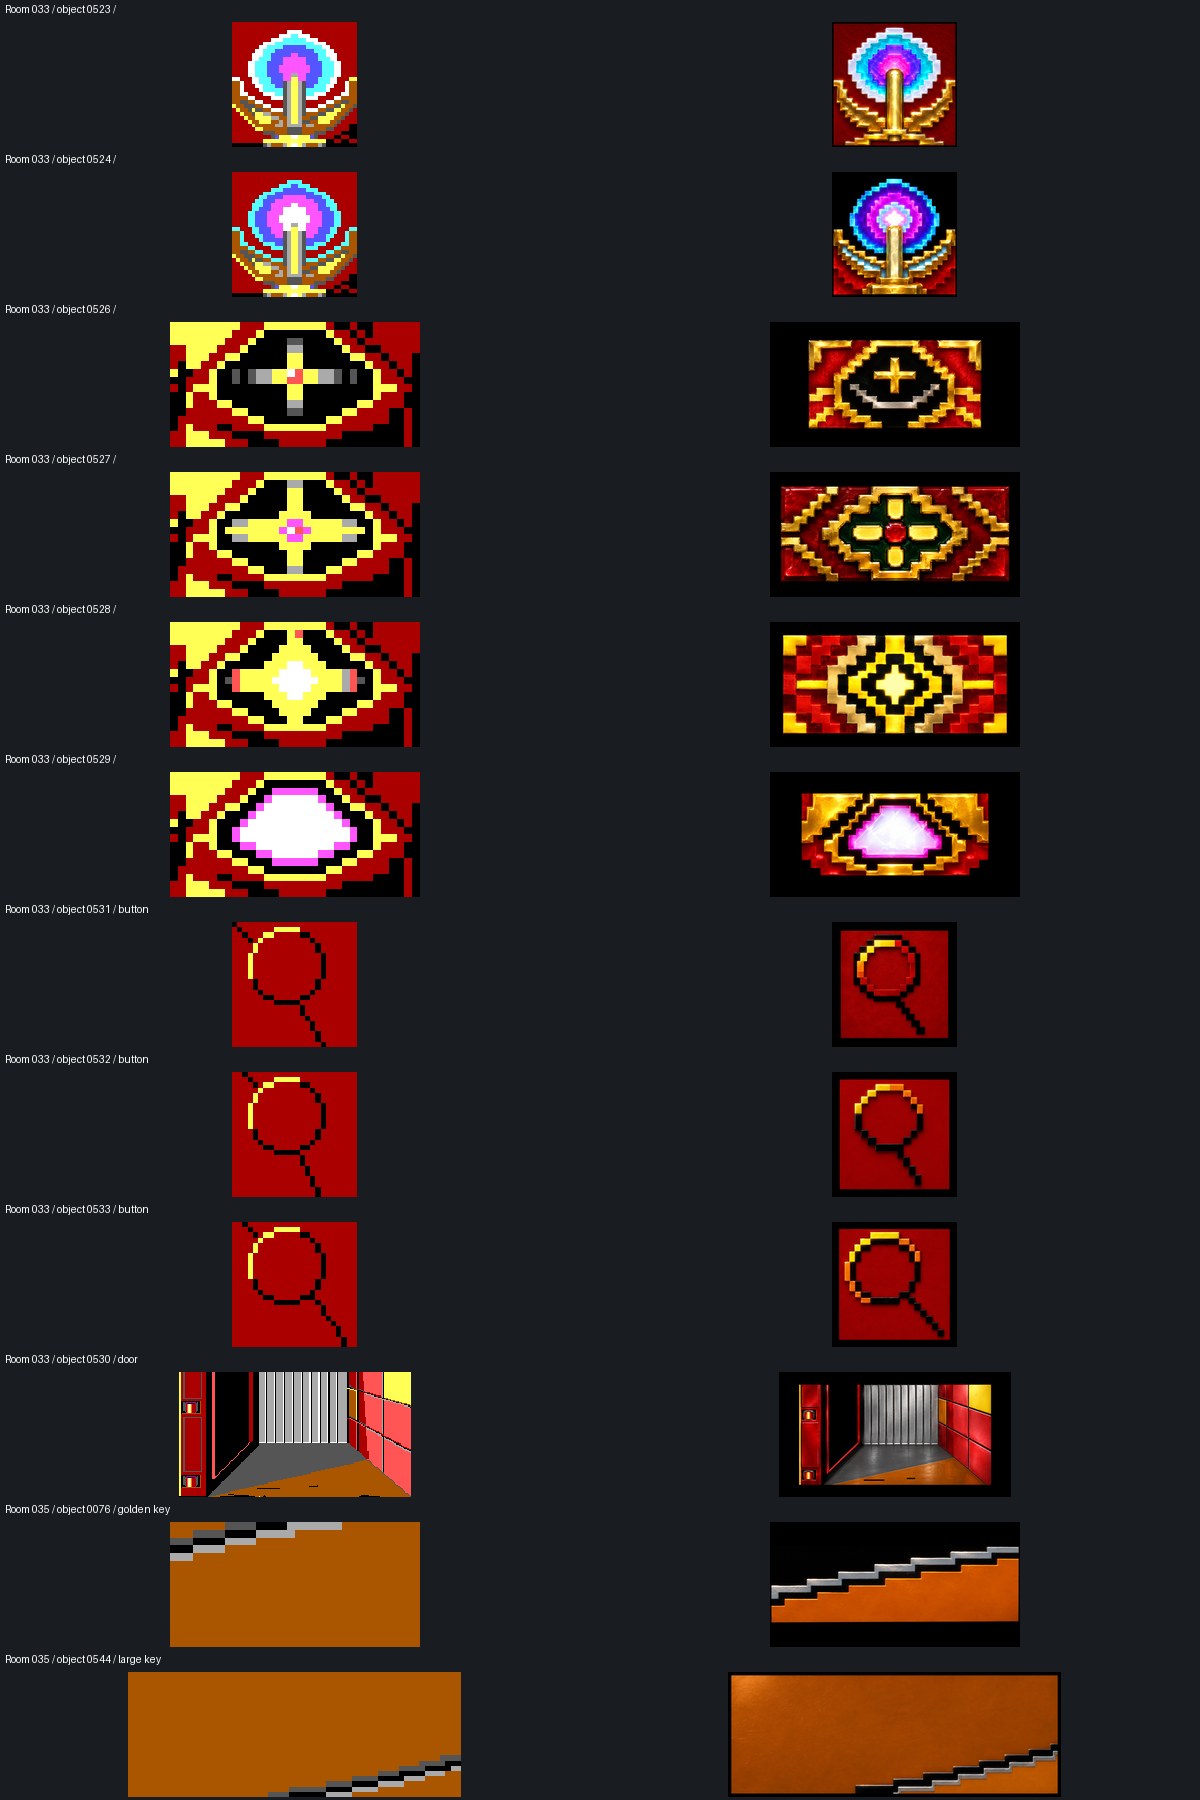 Room 033 / object 0523 /
Room 033 / object 0524 /
Room 033 / object 0526 /
Room 033 / object 0527 /
Room 033 / object 0528 /
Room 033 / object 0529 /
Room 033 / object 0531 / button
Room 033 / object 0532 / button
Room 033 / object 0533 / button
Room 033 / object 0530 / door
Room 035 / object 0076 / golden key
Room 035 / object 0544 / large key